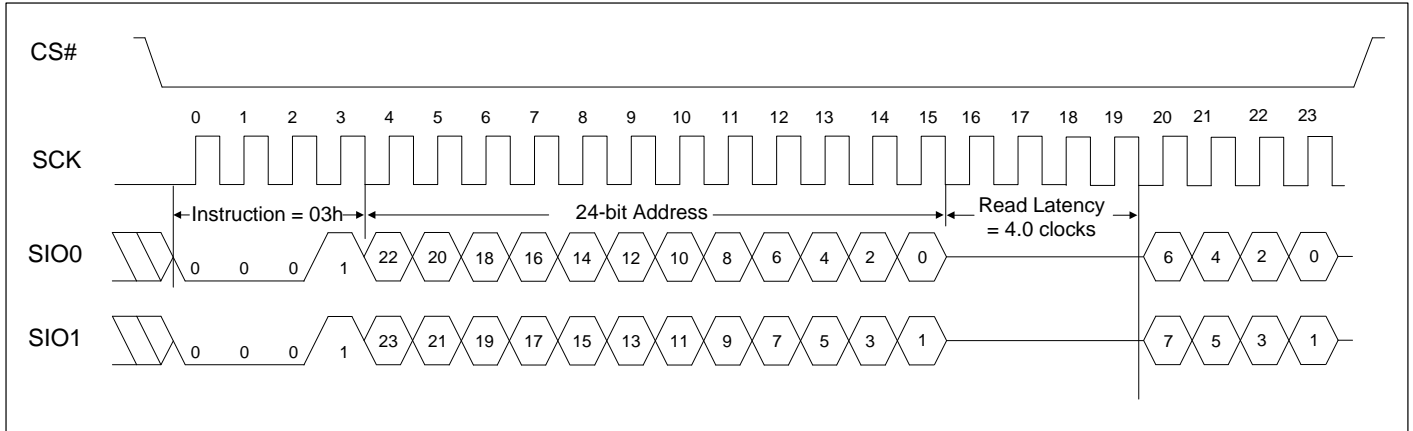 CS#
0 1 2 3 4 5 6 7 8 9 10 11 12 13 14 15 16 17 18 19 20 21 22 23
SCK
Instruction = 03h 24-bit Address Read Latency
= 4.0 clocks
SIO0 0 0 0 1 22 20 18 16 14 12 10 8 6 4 2 0 6 4 2 0
SIO1 0 0 0 1 23 21 19 17 15 13 11 9 7 5 3 1 7 5 3 1